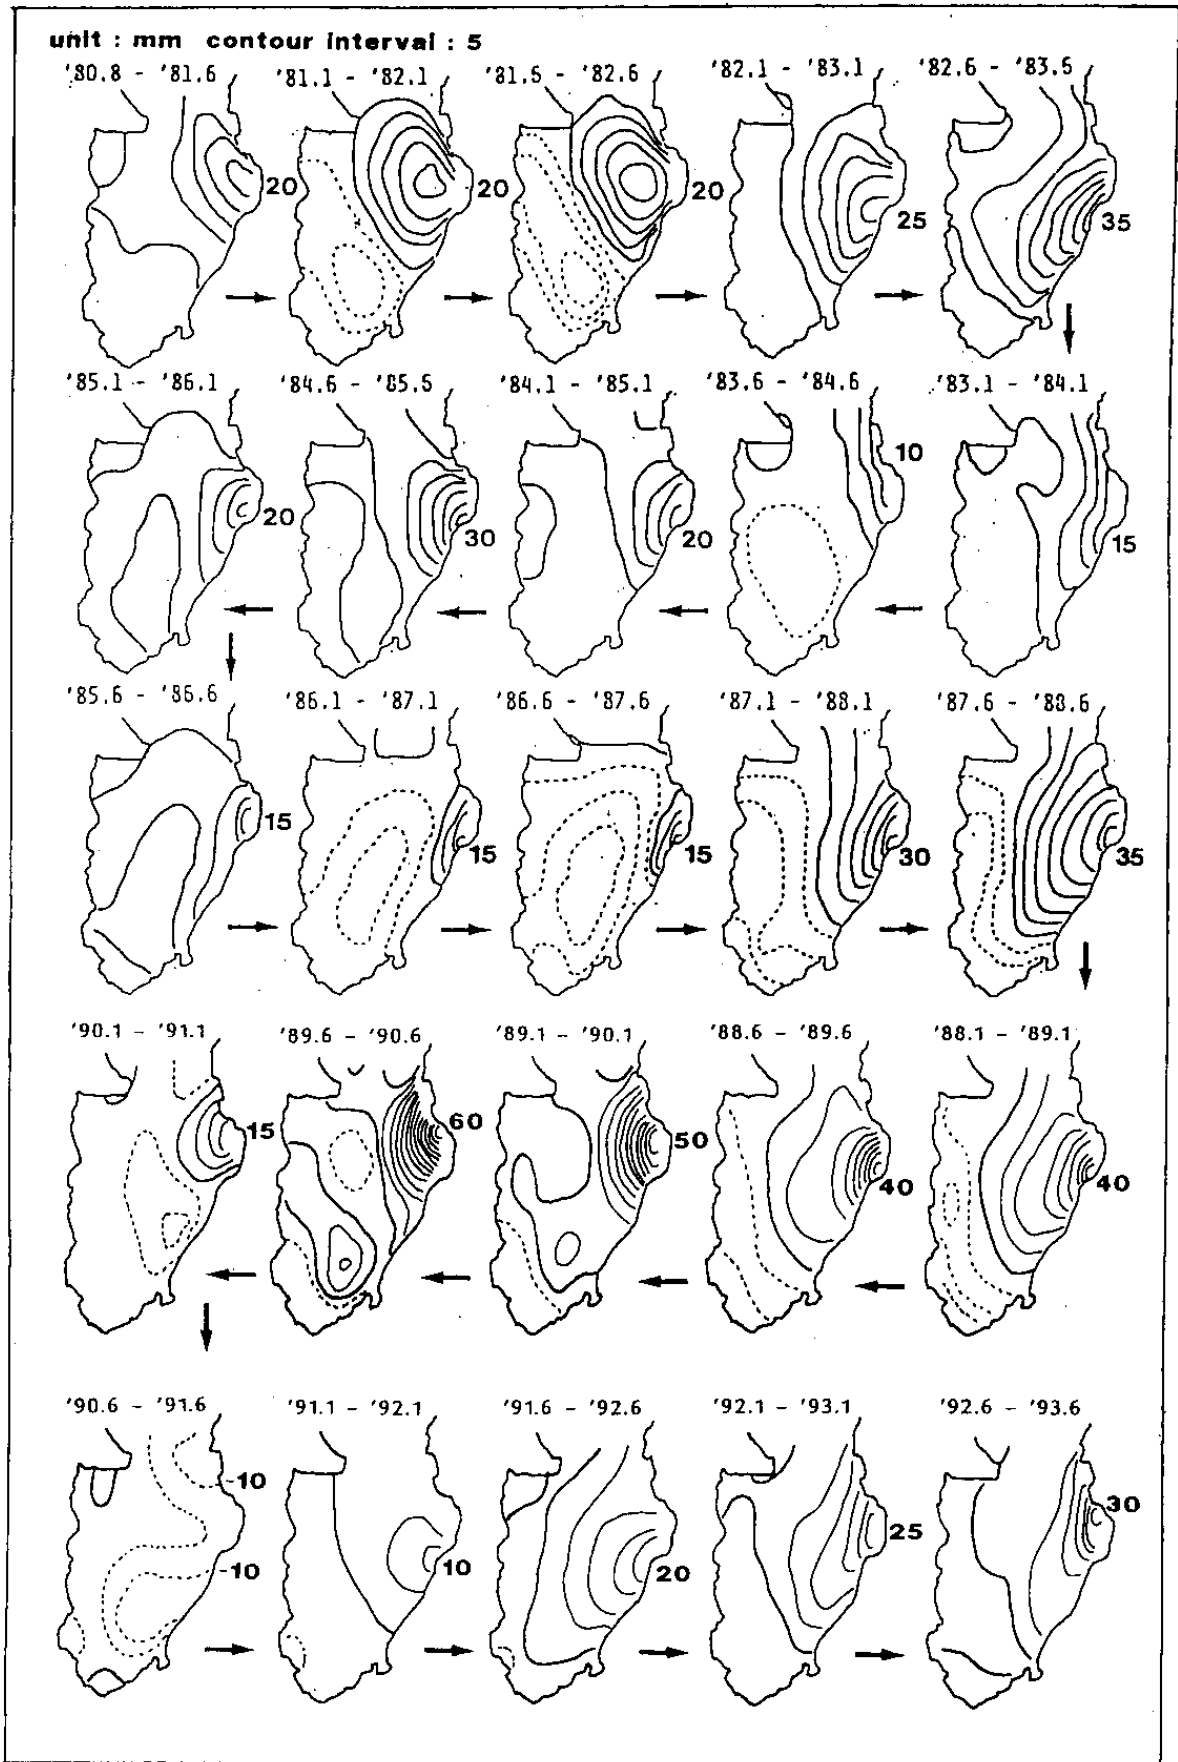 unit : mm contour interval : 5
'80.8 - '81.6 '81.1 - '82.1 '81.5 - '82.6 '82.1 - '83.1 '82.6 - '83.5
20 20 20 25 35
'85.1 - '86.1 '84.6 - '85.5 '84.1 - '85.1 '83.6 - '84.6 '83.1 - '84.1
20 30 20 10 15
'85.6 - '86.6 '86.1 - '87.1 '86.6 - '87.6 '87.1 - '88.1 '87.6 - '88.6
15 15 15 30 35
'90.1 - '91.1 '89.6 - '90.6 '89.1 - '90.1 '88.6 - '89.6 '88.1 - '89.1
15 60 50 40 40
'90.6 - '91.6 '91.1 - '92.1 '91.6 - '92.6 '92.1 - '93.1 '92.6 - '93.6
-10
-10 10 20 25 30